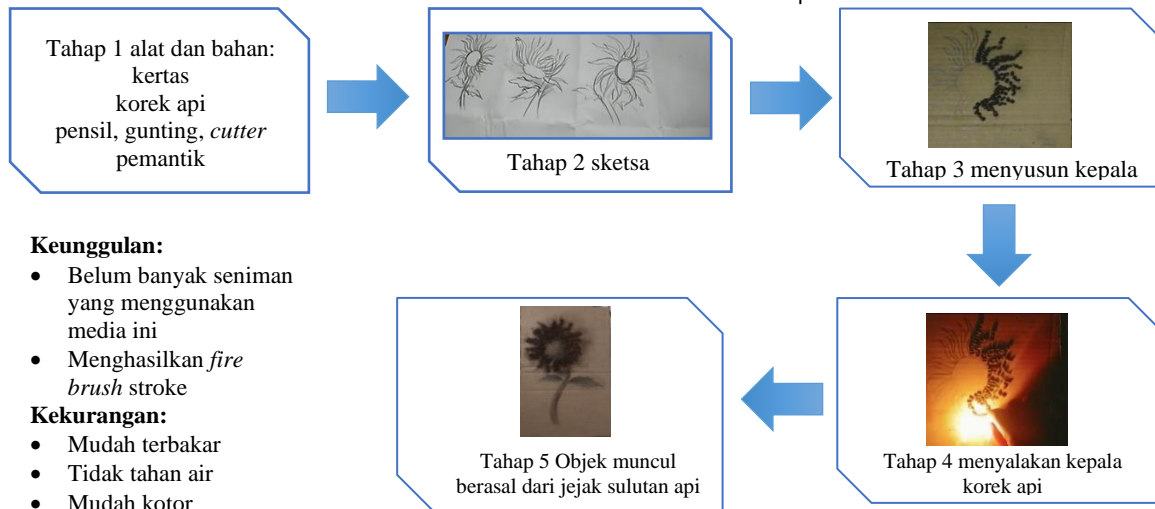 Tahap 1 alat dan bahan:
kertas
korek api
pensil, gunting, cutter
pemantik
Tahap 2 sketsa
Tahap 3 menyusun kepala
Tahap 4 menyalakan kepala
korek api
Tahap 5 Objek muncul
berasal dari jejak sulutan api
Keunggulan:
• Belum banyak seniman
yang menggunakan
media ini
• Menghasilkan fire
brush stroke
Kekurangan:
• Mudah terbakar
• Tidak tahan air
• Mudah kotor